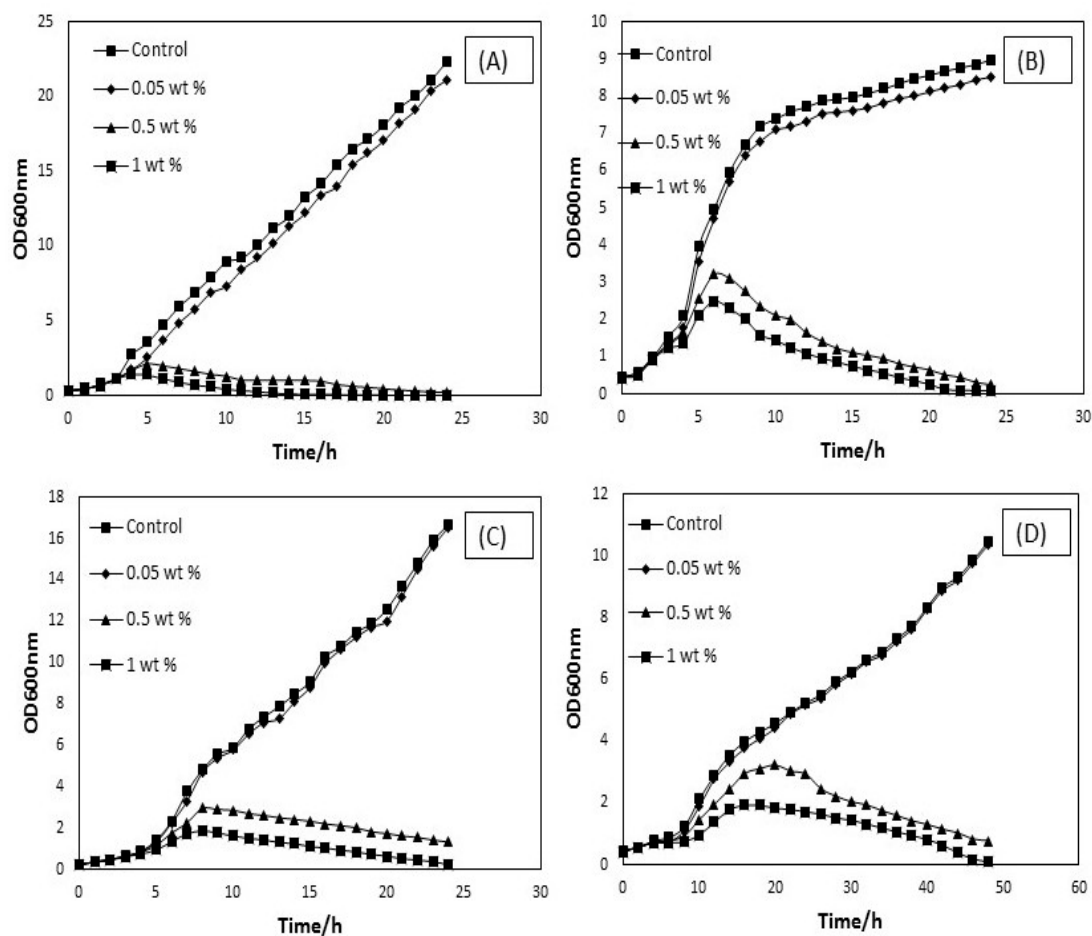 25
20
15
10
5
0
OD600nm
Control
0.05 wt %
0.5 wt %
1 wt %
(A)
0 5 10 15 20 25 30
Time/h
10
9
8
7
6
5
4
3
2
1
0
OD600nm
Control
0.05 wt %
0.5 wt %
1 wt %
(B)
0 5 10 15 20 25 30
Time/h
18
16
14
12
10
8
6
4
2
0
OD600nm
Control
0.05 wt %
0.5 wt %
1 wt %
(C)
0 5 10 15 20 25 30
Time/h
12
10
8
6
4
2
0
OD600nm
Control
0.05 wt %
0.5 wt %
1 wt %
(D)
0 10 20 30 40 50 60
Time/h